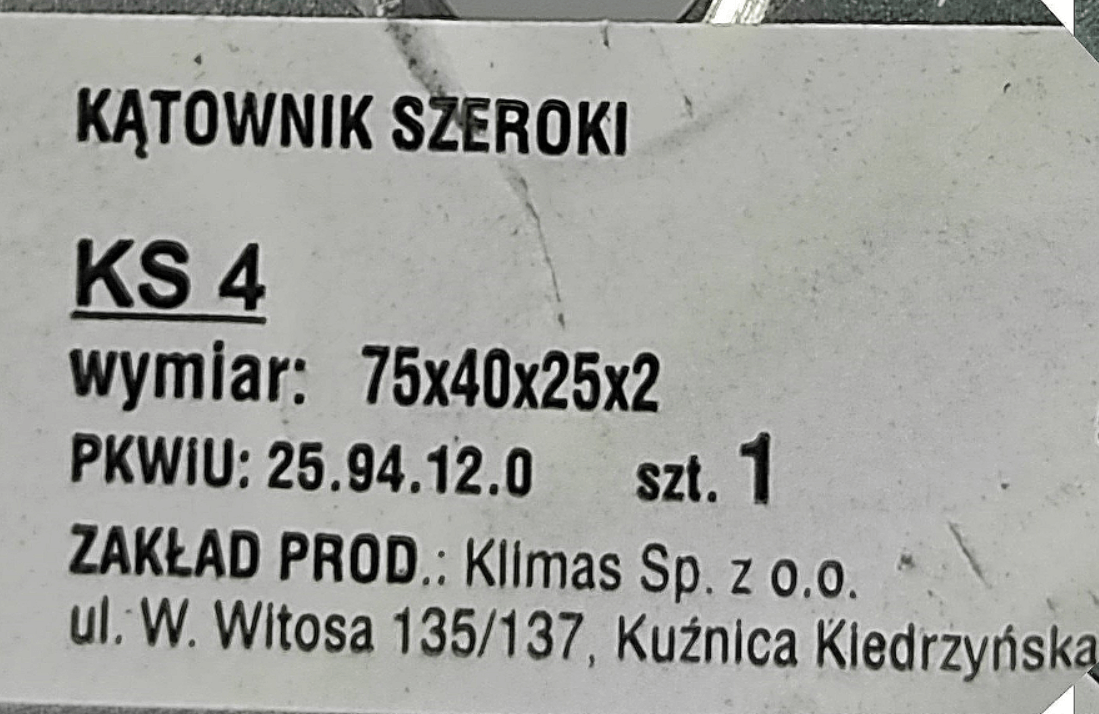 KĄTOWNIK SZEROKI
KS 4
wymiar: 75x40x25x2
PKWiU: 25.94.12.0 szt. 1
ZAKŁAD PROD.: Klimas Sp. z o.o.
ul. W. Witosa 135/137, Kuźnica Kiedrzyńska